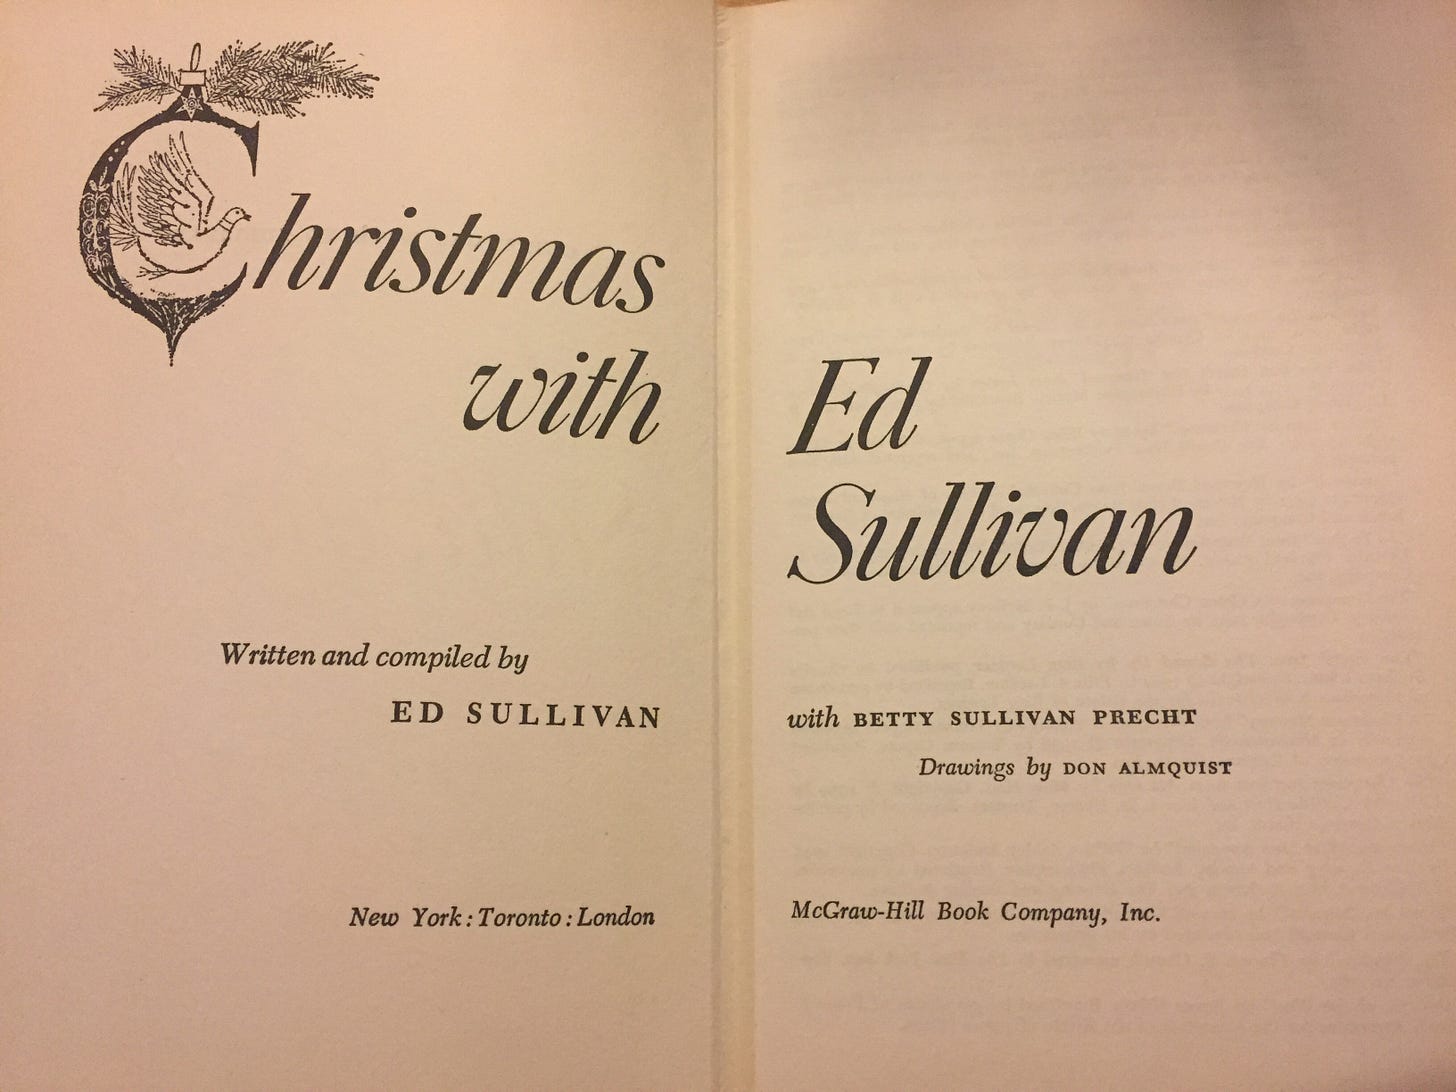 Christmas
with
Ed
Sullivan
Written and compiled by
ED SULLIVAN
with BETTY SULLIVAN PRECHT
Drawings by DON ALMQUIST
New York : Toronto : London
McGraw-Hill Book Company, Inc.